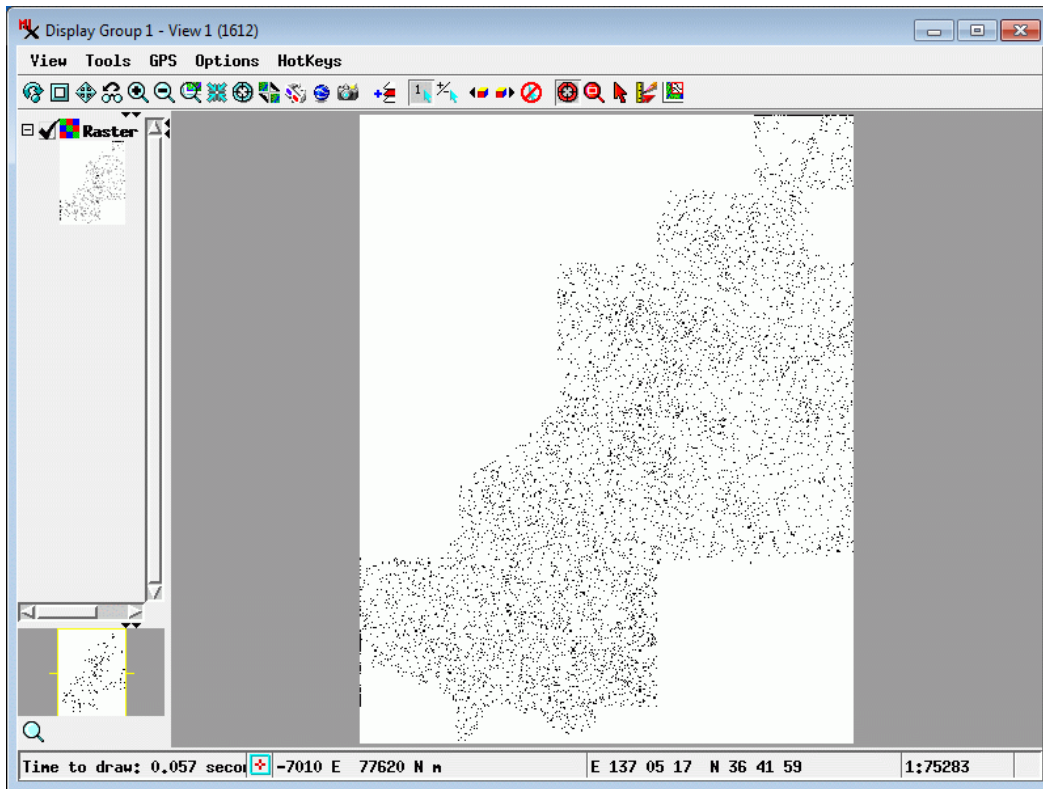 Display Group 1 - View 1 (1612)
View Tools GPS Options HotKeys
1
Raster
Time to draw: 0.057 seco -7010 E 77620 N m E 137 05 17 N 36 41 59 1:75283